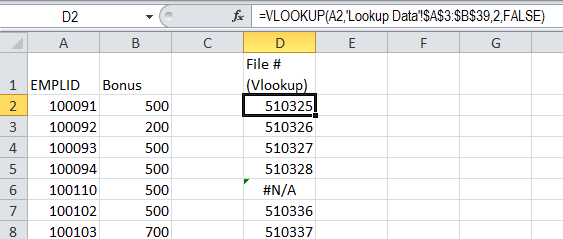 D2 fx =VLOOKUP(A2,'Lookup Data'!$A$3:$B$39,2,FALSE)
A B C D E F G
1 EMPLID Bonus File # (Vlookup)
2 100091 500 510325
3 100092 200 510326
4 100093 500 510327
5 100094 500 510328
6 100110 500 #N/A
7 100102 500 510336
8 100103 700 510337